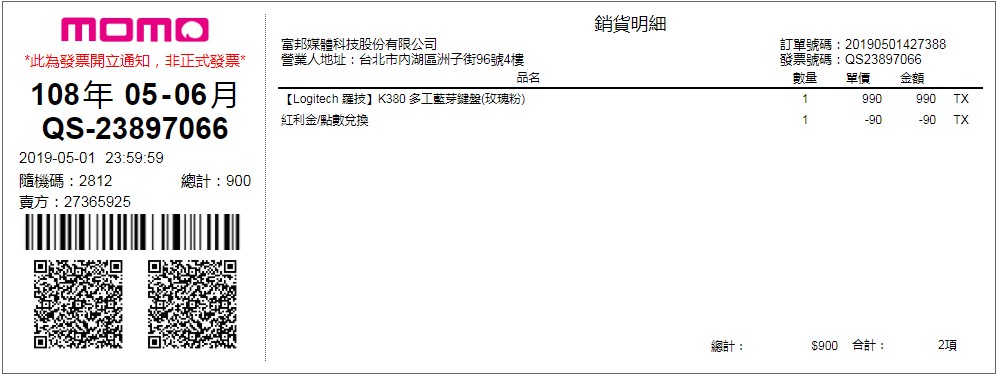 momo
*此為發票開立通知，非正式發票*
108年 05-06月
QS-23897066
2019-05-01 23:59:59
隨機碼：2812 總計：900
賣方：27365925
銷貨明細
富邦媒體科技股份有限公司 訂單號碼：20190501427388
營業人地址：台北市內湖區洲子街96號4樓 發票號碼：QS23897066
品名 數量 單價 金額
【Logitech 羅技】K380 多工藍芽鍵盤(玫瑰粉) 1 990 990 TX
紅利金/點數兌換 1 -90 -90 TX
總計： $900 合計： 2項